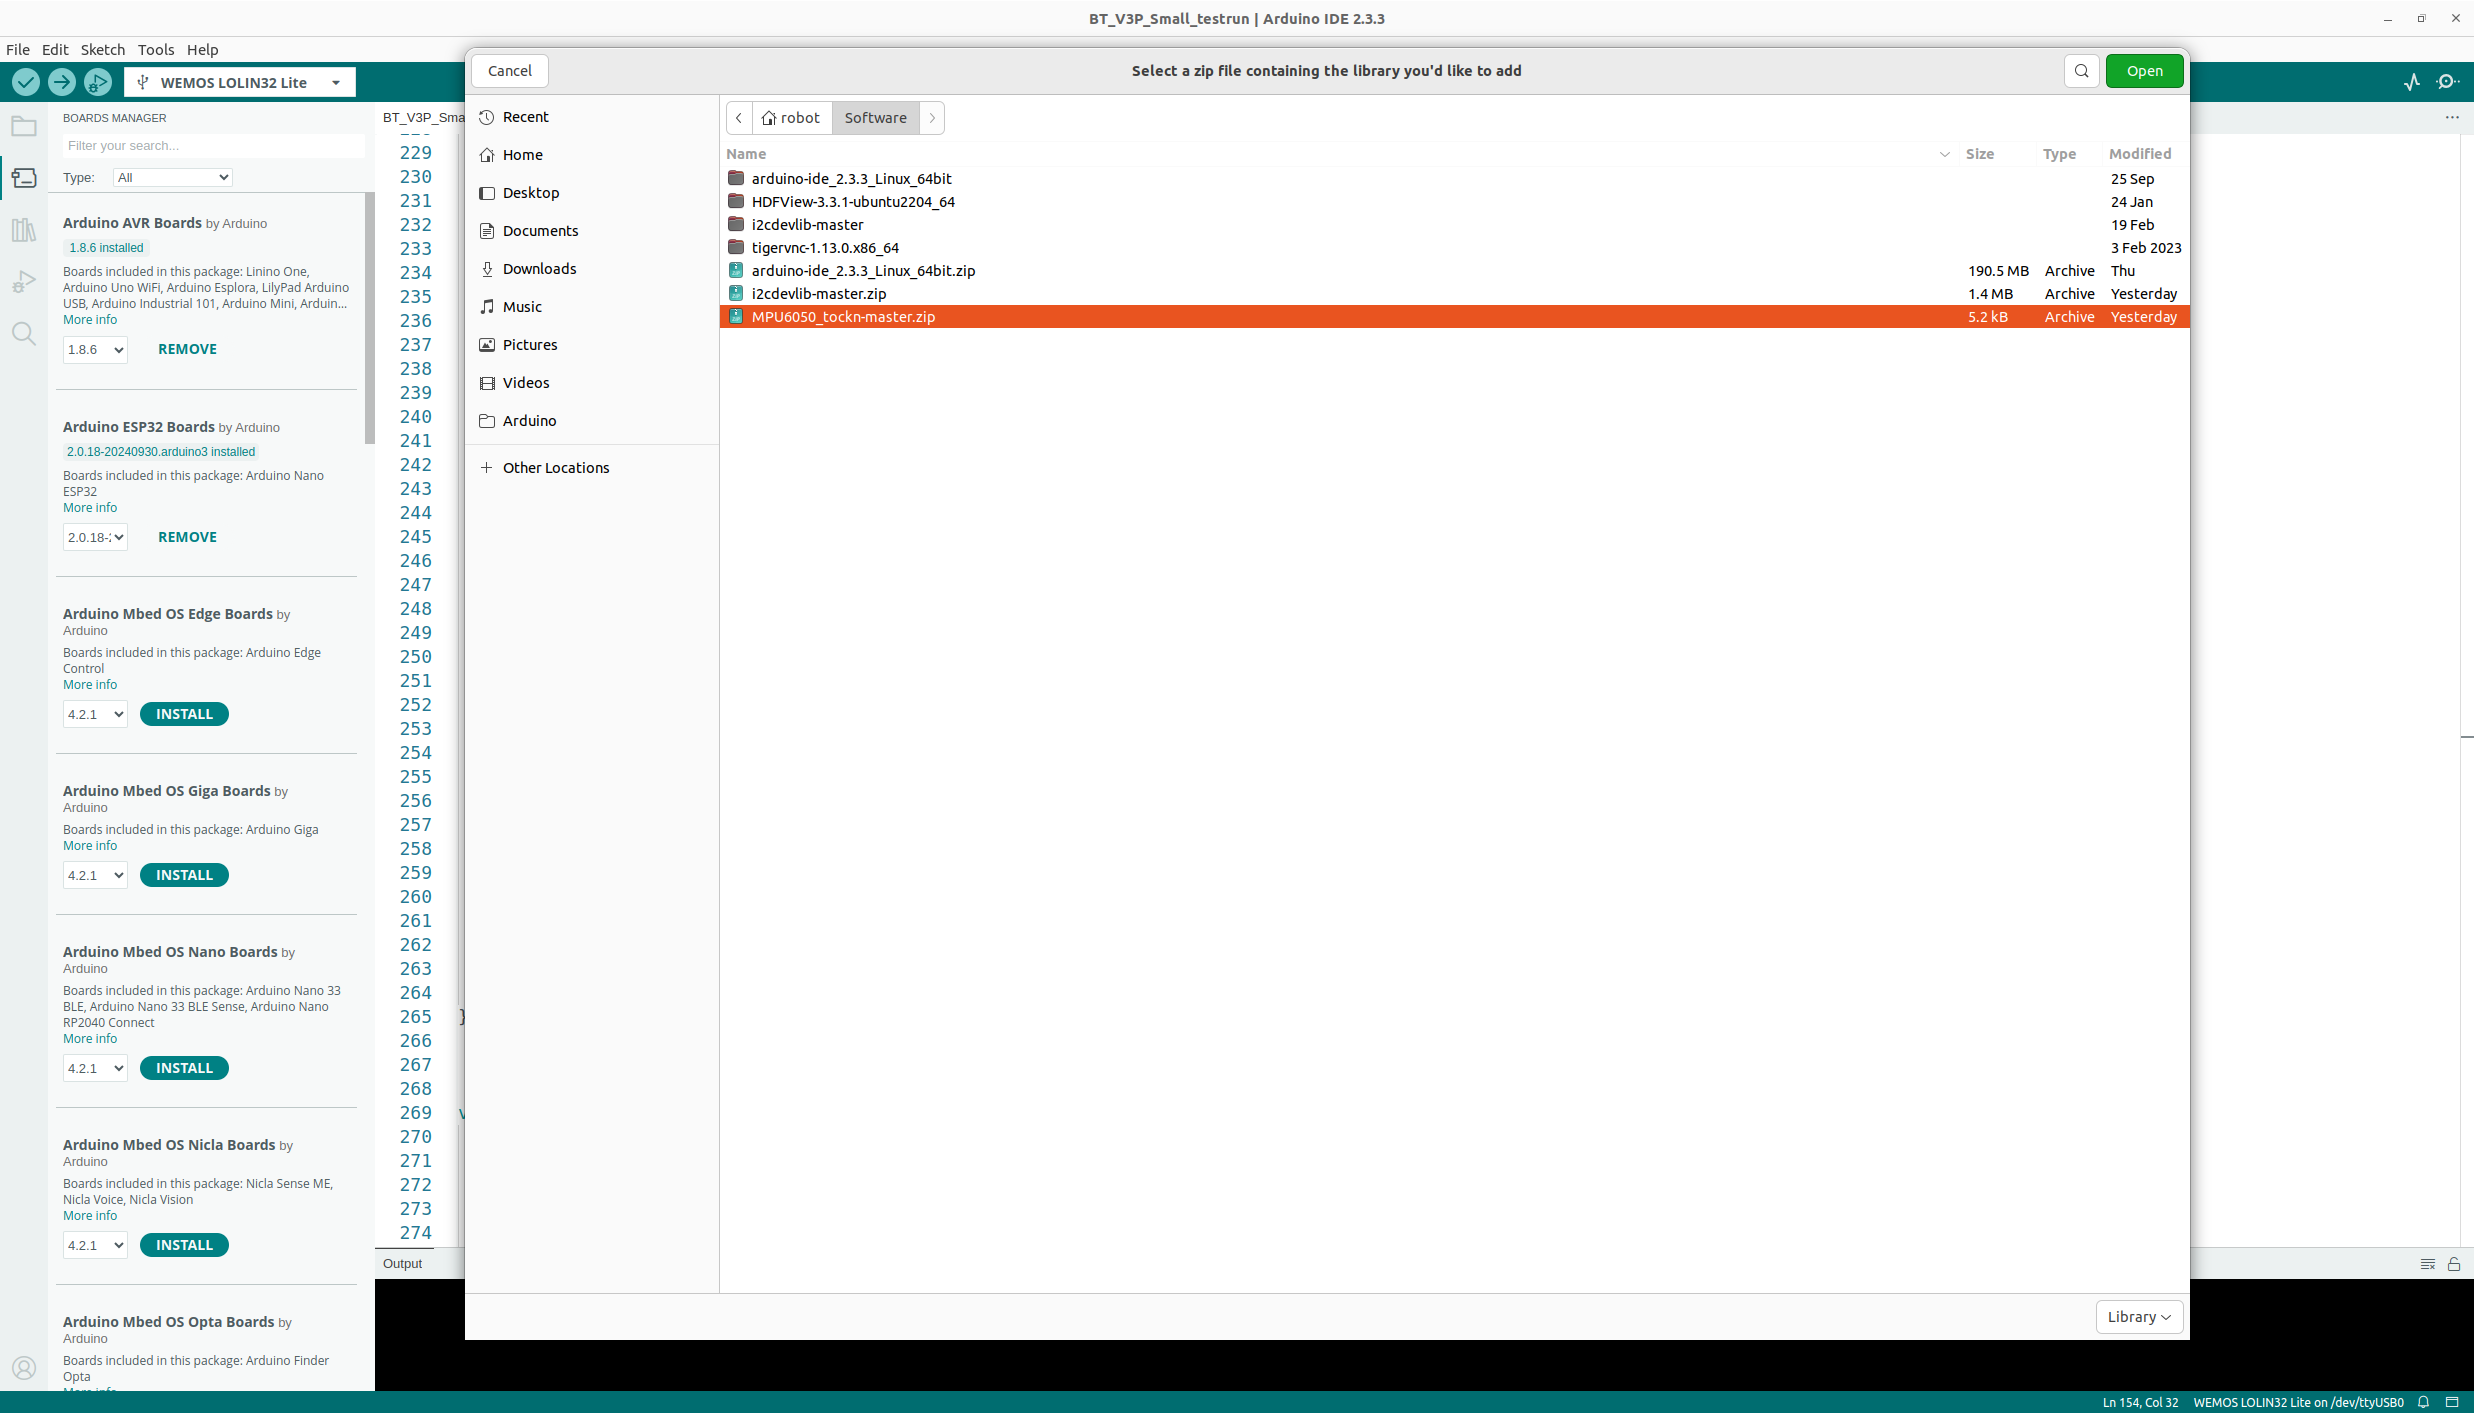 BT_V3P_Small_testrun | Arduino IDE 2.3.3
File Edit Sketch Tools Help
WEMOS LOLIN32 Lite
Cancel
Select a zip file containing the library you'd like to add
Open
BOARDS MANAGER
Filter your search...
Type: All
Arduino AVR Boards by Arduino
1.8.6 installed
Boards included in this package: Linino One,
Arduino Uno WiFi, Arduino Esplora, LilyPad Arduino
USB, Arduino Industrial 101, Arduino Mini, Arduin...
More info
1.8.6 REMOVE
Arduino ESP32 Boards by Arduino
2.0.18-20240930.arduino3 installed
Boards included in this package: Arduino Nano
ESP32
More info
2.0.18-: REMOVE
Arduino Mbed OS Edge Boards by
Arduino
Boards included in this package: Arduino Edge
Control
More info
4.2.1 INSTALL
Arduino Mbed OS Giga Boards by
Arduino
Boards included in this package: Arduino Giga
More info
4.2.1 INSTALL
Arduino Mbed OS Nano Boards by
Arduino
Boards included in this package: Arduino Nano 33
BLE, Arduino Nano 33 BLE Sense, Arduino Nano
RP2040 Connect
More info
4.2.1 INSTALL
Arduino Mbed OS Nicla Boards by
Arduino
Boards included in this package: Nicla Sense ME,
Nicla Voice, Nicla Vision
More info
4.2.1 INSTALL
Arduino Mbed OS Opta Boards by
Arduino
Boards included in this package: Arduino Finder
Opta
BT_V3P_Sma
229
230
231
232
233
234
235
236
237
238
239
240
241
242
243
244
245
246
247
248
249
250
251
252
253
254
255
256
257
258
259
260
261
262
263
264
265 }
266
267
268
269 v
270
271
272
273
274
Output
Recent
Home
Desktop
Documents
Downloads
Music
Pictures
Videos
Arduino
Other Locations
robot Software
Name Size Type Modified
arduino-ide_2.3.3_Linux_64bit 25 Sep
HDFView-3.3.1-ubuntu2204_64 24 Jan
i2cdevlib-master 19 Feb
tigervnc-1.13.0.x86_64 3 Feb 2023
arduino-ide_2.3.3_Linux_64bit.zip 190.5 MB Archive Thu
i2cdevlib-master.zip 1.4 MB Archive Yesterday
MPU6050_tockn-master.zip 5.2 kB Archive Yesterday
Library
Ln 154, Col 32 WEMOS LOLIN32 Lite on /dev/ttyUSB0